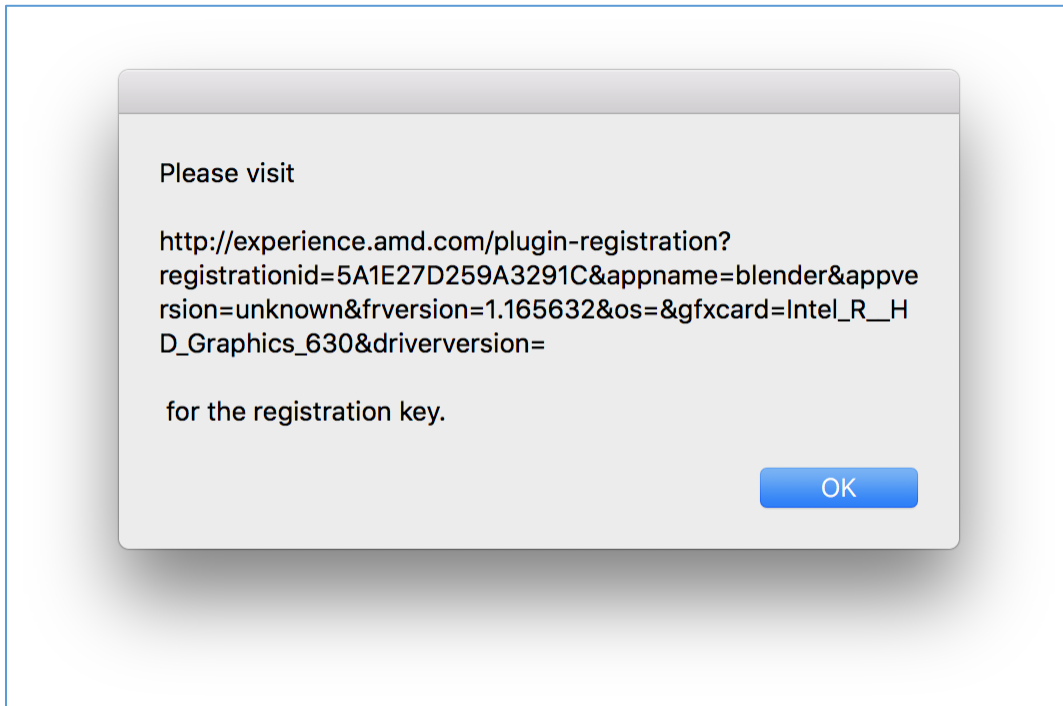 Please visit
http://experience.amd.com/plugin-registration?
registrationid=5A1E27D259A3291C&appname=blender&appve
rsion=unknown&frversion=1.165632&os=&gfxcard=Intel_R__H
D_Graphics_630&driverversion=
for the registration key.
OK